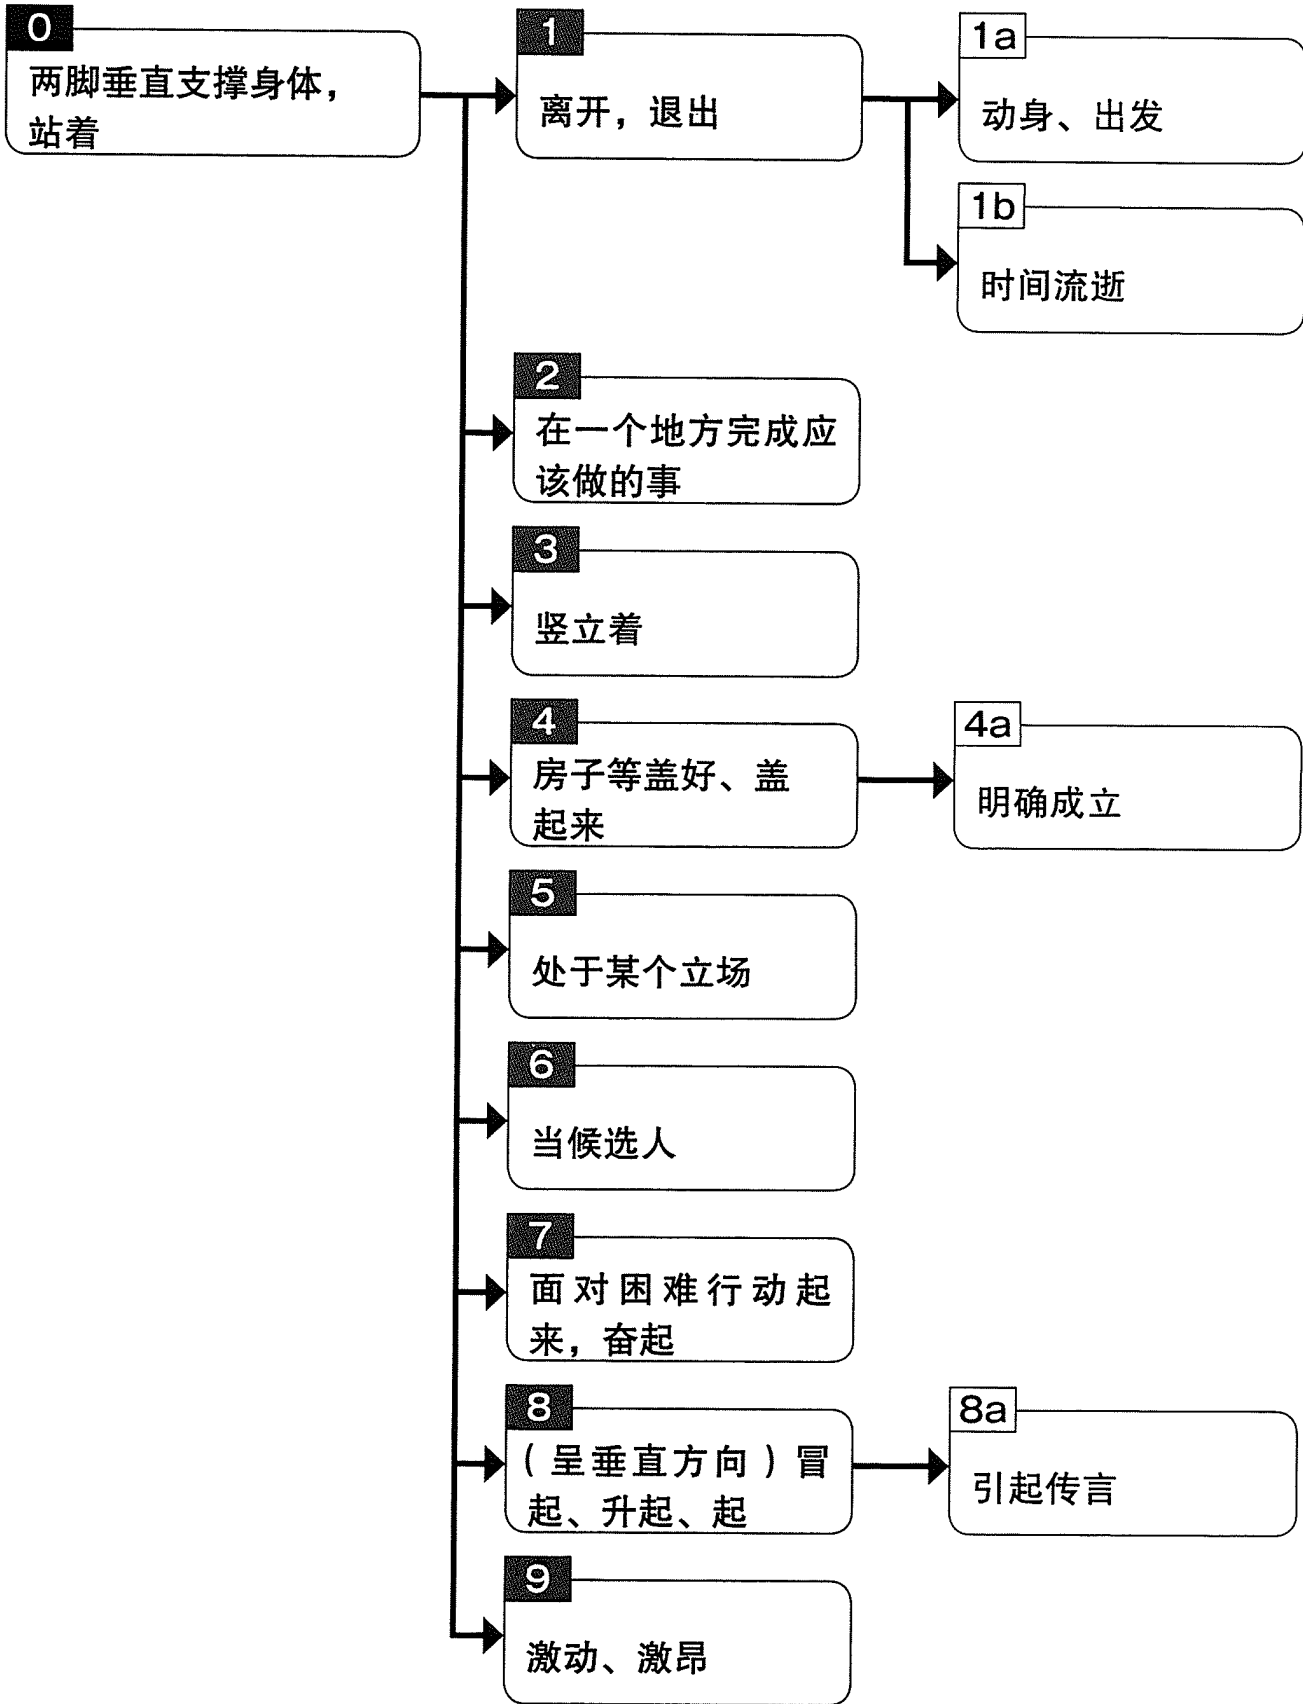 0
两脚垂直支撑身体，
站着
1
离开，退出
1a
动身、出发
1b
时间流逝
2
在一个地方完成应
该做的事
3
竖立着
4
房子等盖好、盖
起来
4a
明确成立
5
处于某个立场
6
当候选人
7
面对困难行动起
来，奋起
8
（呈垂直方向）冒
起、升起、起
8a
引起传言
9
激动、激昂